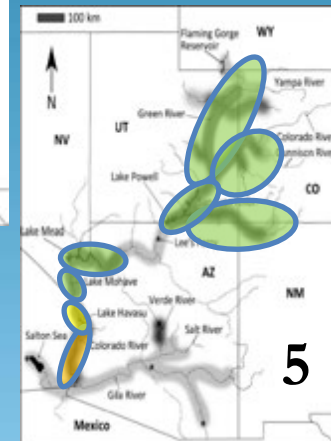 100 km
WY
Flaming Gorge
Reservoir
Yampa River
N
Green River
NV
UT
Colorado River
Gunnison River
Lake Powell
CO
Lake Mead
Lee's Ferry
AZ
NM
Lake Mohave
Verde River
Lake Havasu
Salt River
Salton Sea
Colorado River
5
Gila River
Mexico